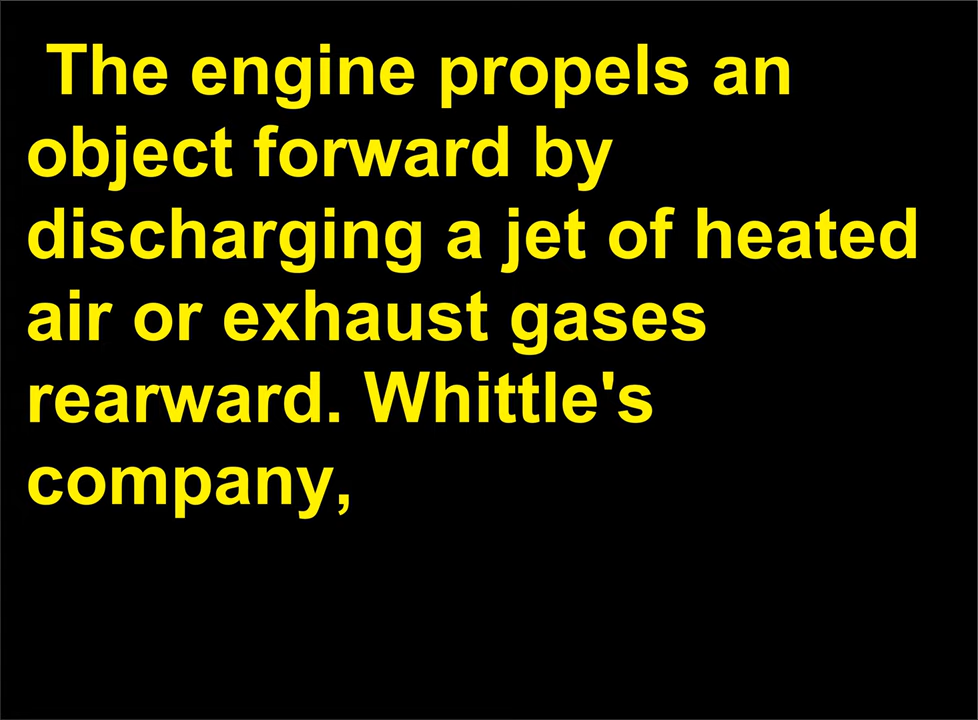 The engine propels an
object forward by
discharging a jet of heated
air or exhaust gases
rearward. Whittle's
company,